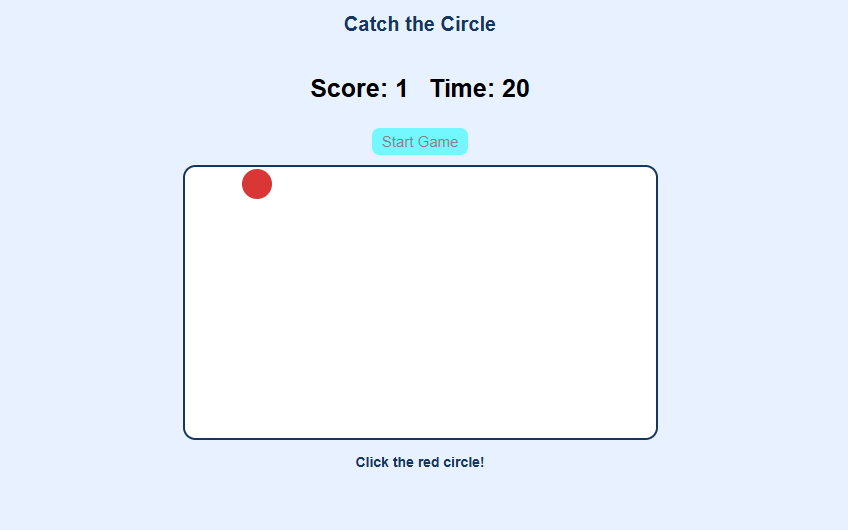 Catch the Circle
Score: 1 Time: 20
Start Game
Click the red circle!